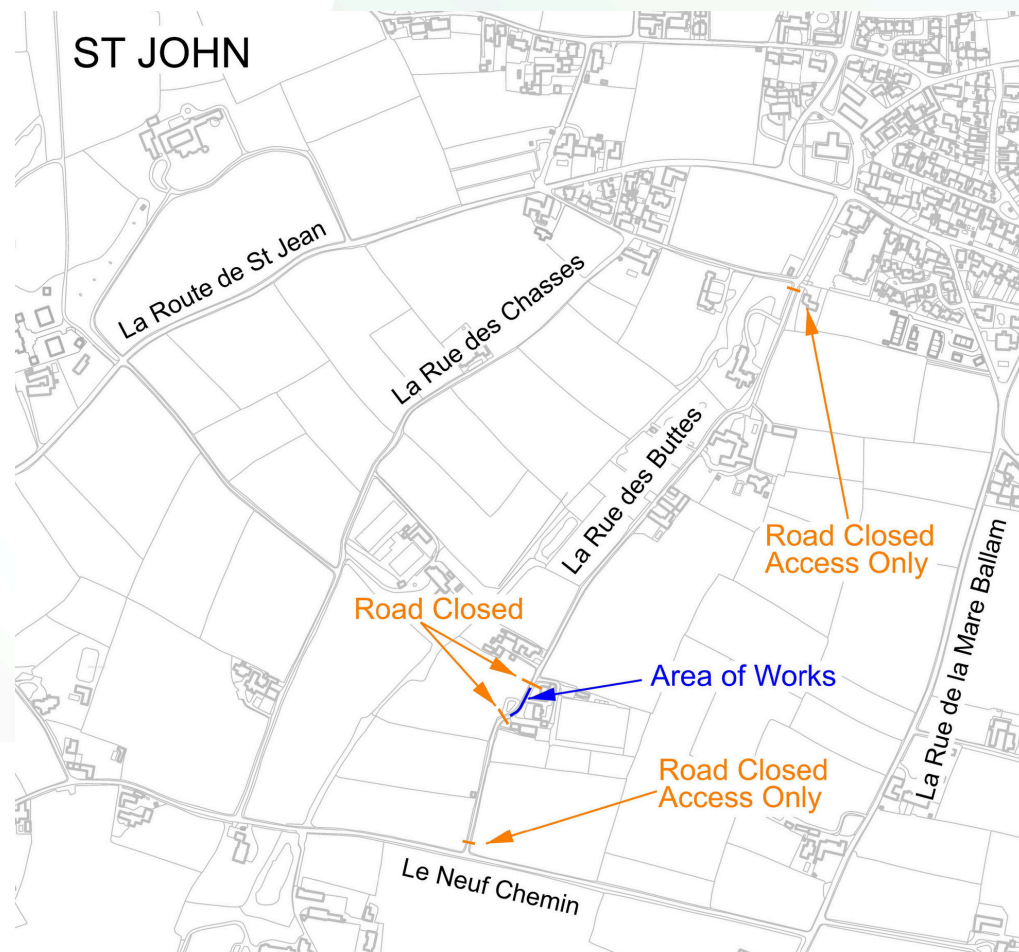 ST JOHN
La Route de St Jean
La Rue des Chasses
La Rue des Buttes
Road Closed
Access Only
Road Closed
Area of Works
La Rue de la Mare Ballam
Road Closed
Access Only
Le Neuf Chemin